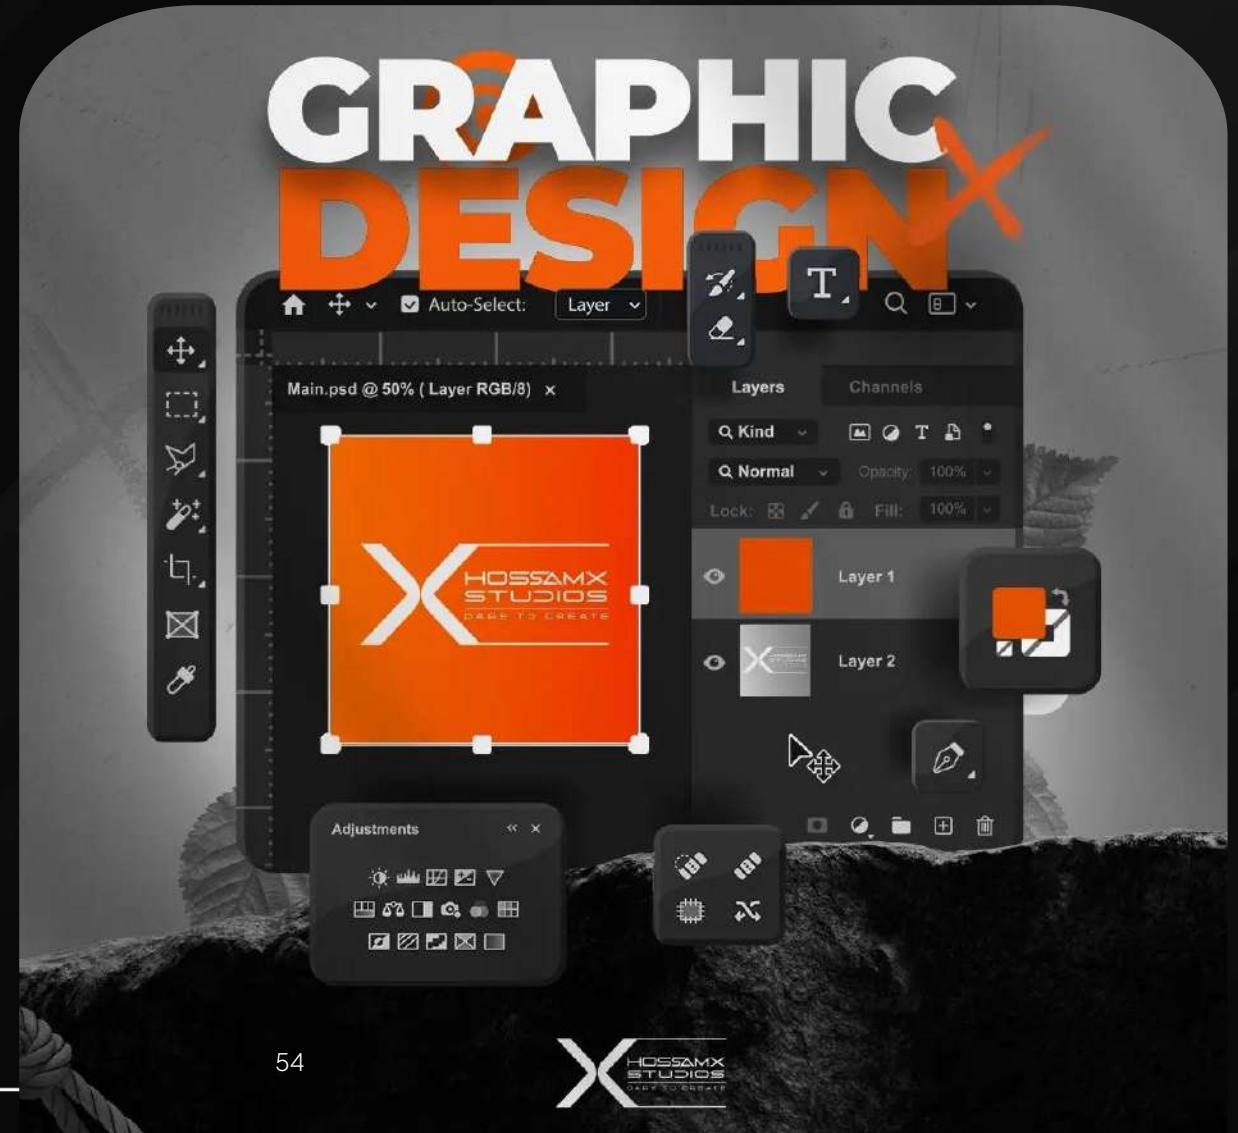 GRAPHIC
DESIGN X
Auto-Select: Layer
T
Main.psd @ 50% ( Layer RGB/8) ×
Layers Channels
Kind
T
Normal Opacity: 100%
Lock: Fill: 100%
HOSSAMX
STUDIOS
DARE TO CREATE
Layer 1
Layer 2
Adjustments
54
HOSSAMX
STUDIOS
DARE TO CREATE